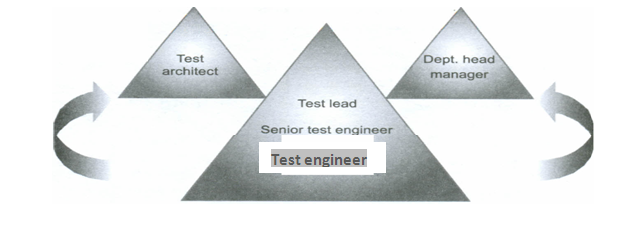 Test
architect
Dept. head
manager
Test lead
Senior test engineer
Test engineer